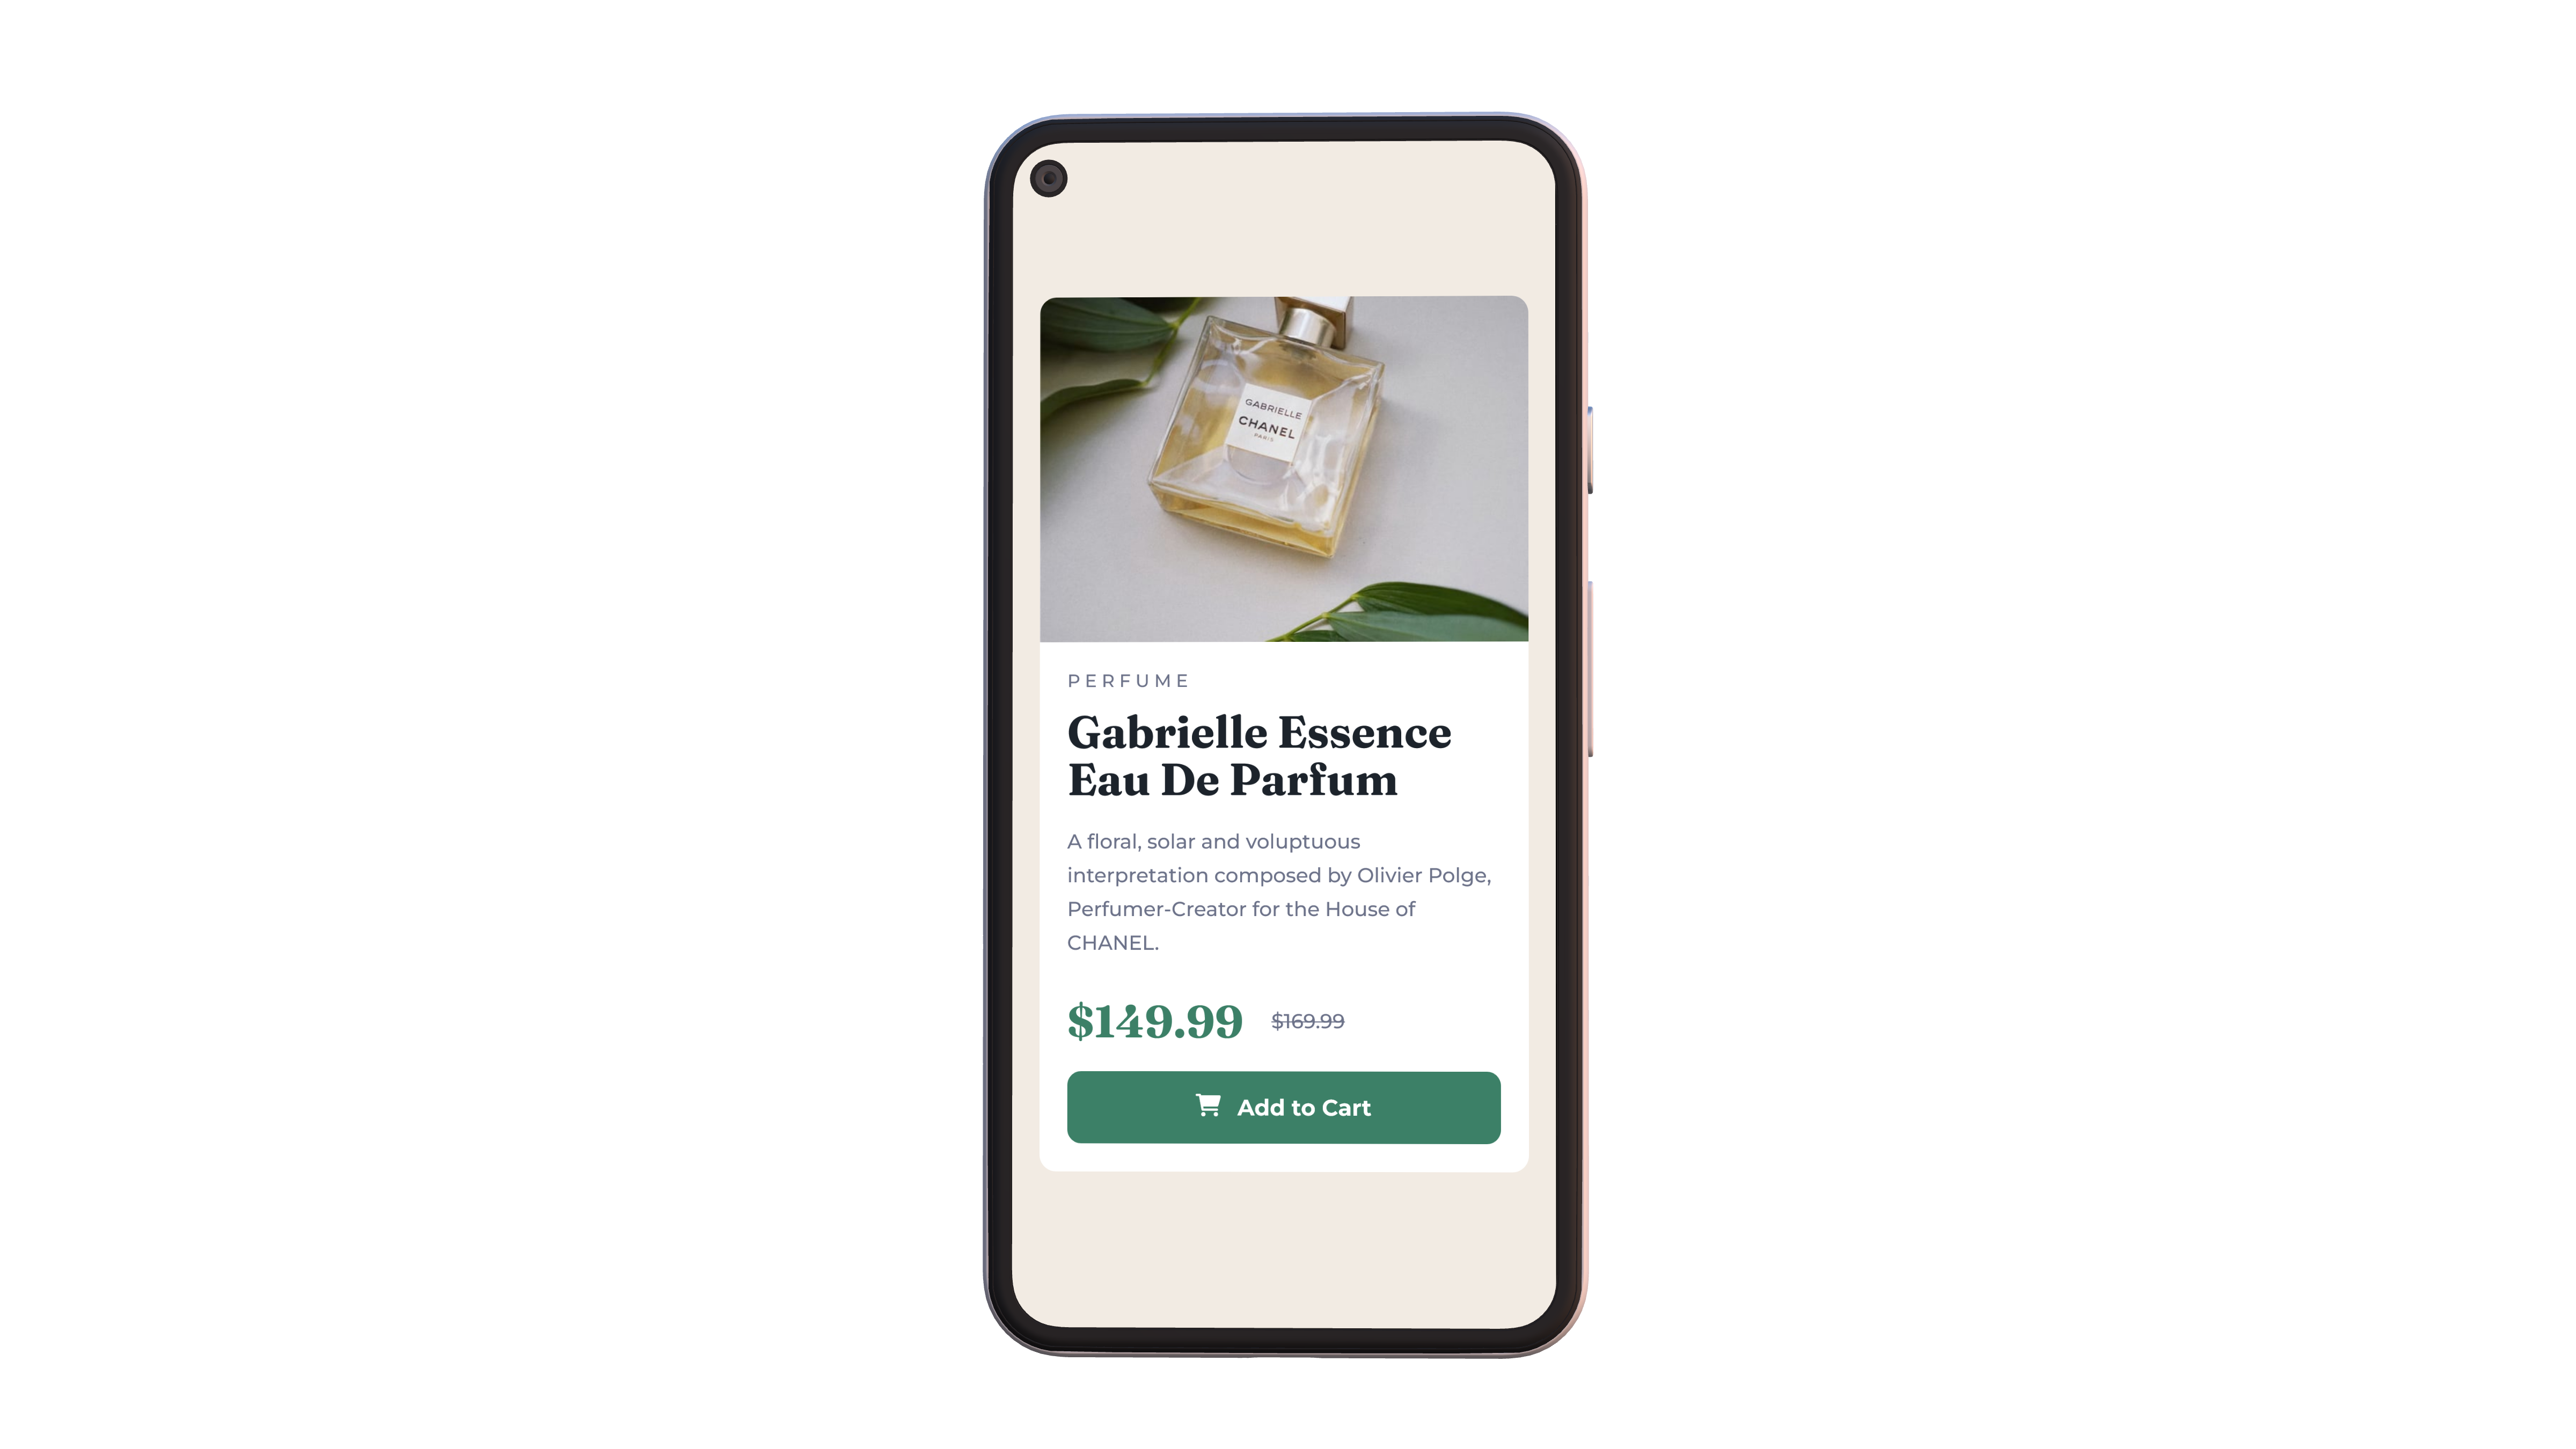 GABRIELLE
CHANEL
PARIS
PERFUME
Gabrielle Essence
Eau De Parfum
A floral, solar and voluptuous
interpretation composed by Olivier Polge,
Perfumer-Creator for the House of
CHANEL.
$149.99 $169.99
Add to Cart